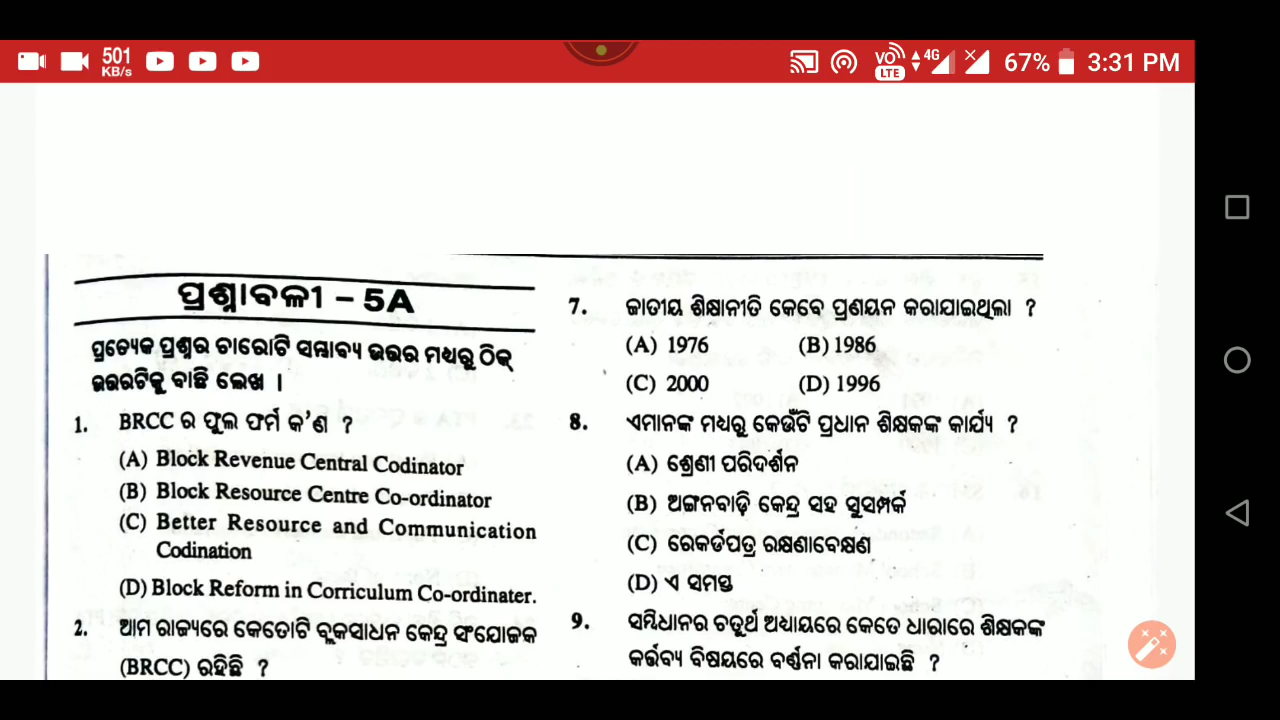 501
KB/s
VO
LTE
4G
67%
3:31 PM
ପ୍ରଶ୍ନାବଳୀ – 5A
ପ୍ରତ୍ୟେକ ପ୍ରଶ୍ନର ଚାରୋଟି ସମ୍ଭାବ୍ୟ ଉତ୍ତର ମଧ୍ୟରୁ ଠିକ୍
ଉତ୍ତରଟିକୁ ବାଛି ଲେଖ ।
1. BRCC ର ଫୁଲ ଫର୍ମ କ'ଣ ?
(A) Block Revenue Central Codinator
(B) Block Resource Centre Co-ordinator
(C) Better Resource and Communication
Codination
(D) Block Reform in Corriculum Co-ordinater.
2. ଆମ ରାଜ୍ୟରେ କେତୋଟି ବ୍ଲକସାଧନ କେନ୍ଦ୍ର ସଂଯୋଜକ
(BRCC) ରହିଛି ?
7. ଜାତୀୟ ଶିକ୍ଷାନୀତି କେବେ ପ୍ରଣୟନ କରାଯାଇଥିଲା ?
(A) 1976 (B) 1986
(C) 2000 (D) 1996
8. ଏମାନଙ୍କ ମଧ୍ୟରୁ କେଉଁଟି ପ୍ରଧାନ ଶିକ୍ଷକଙ୍କ କାର୍ଯ୍ୟ ?
(A) ଶ୍ରେଣୀ ପରିଦର୍ଶନ
(B) ଅଙ୍ଗନବାଡ଼ି କେନ୍ଦ୍ର ସହ ସୁସମ୍ପର୍କ
(C) ରେକର୍ଡପତ୍ର ରକ୍ଷଣାବେକ୍ଷଣ
(D) ଏ ସମସ୍ତ
9. ସମ୍ବିଧାନର ଚତୁର୍ଥ ଅଧ୍ୟାୟରେ କେତେ ଧାରାରେ ଶିକ୍ଷକଙ୍କ
କର୍ତ୍ତବ୍ୟ ବିଷୟରେ ବର୍ଣ୍ଣନା କରାଯାଇଛି ?